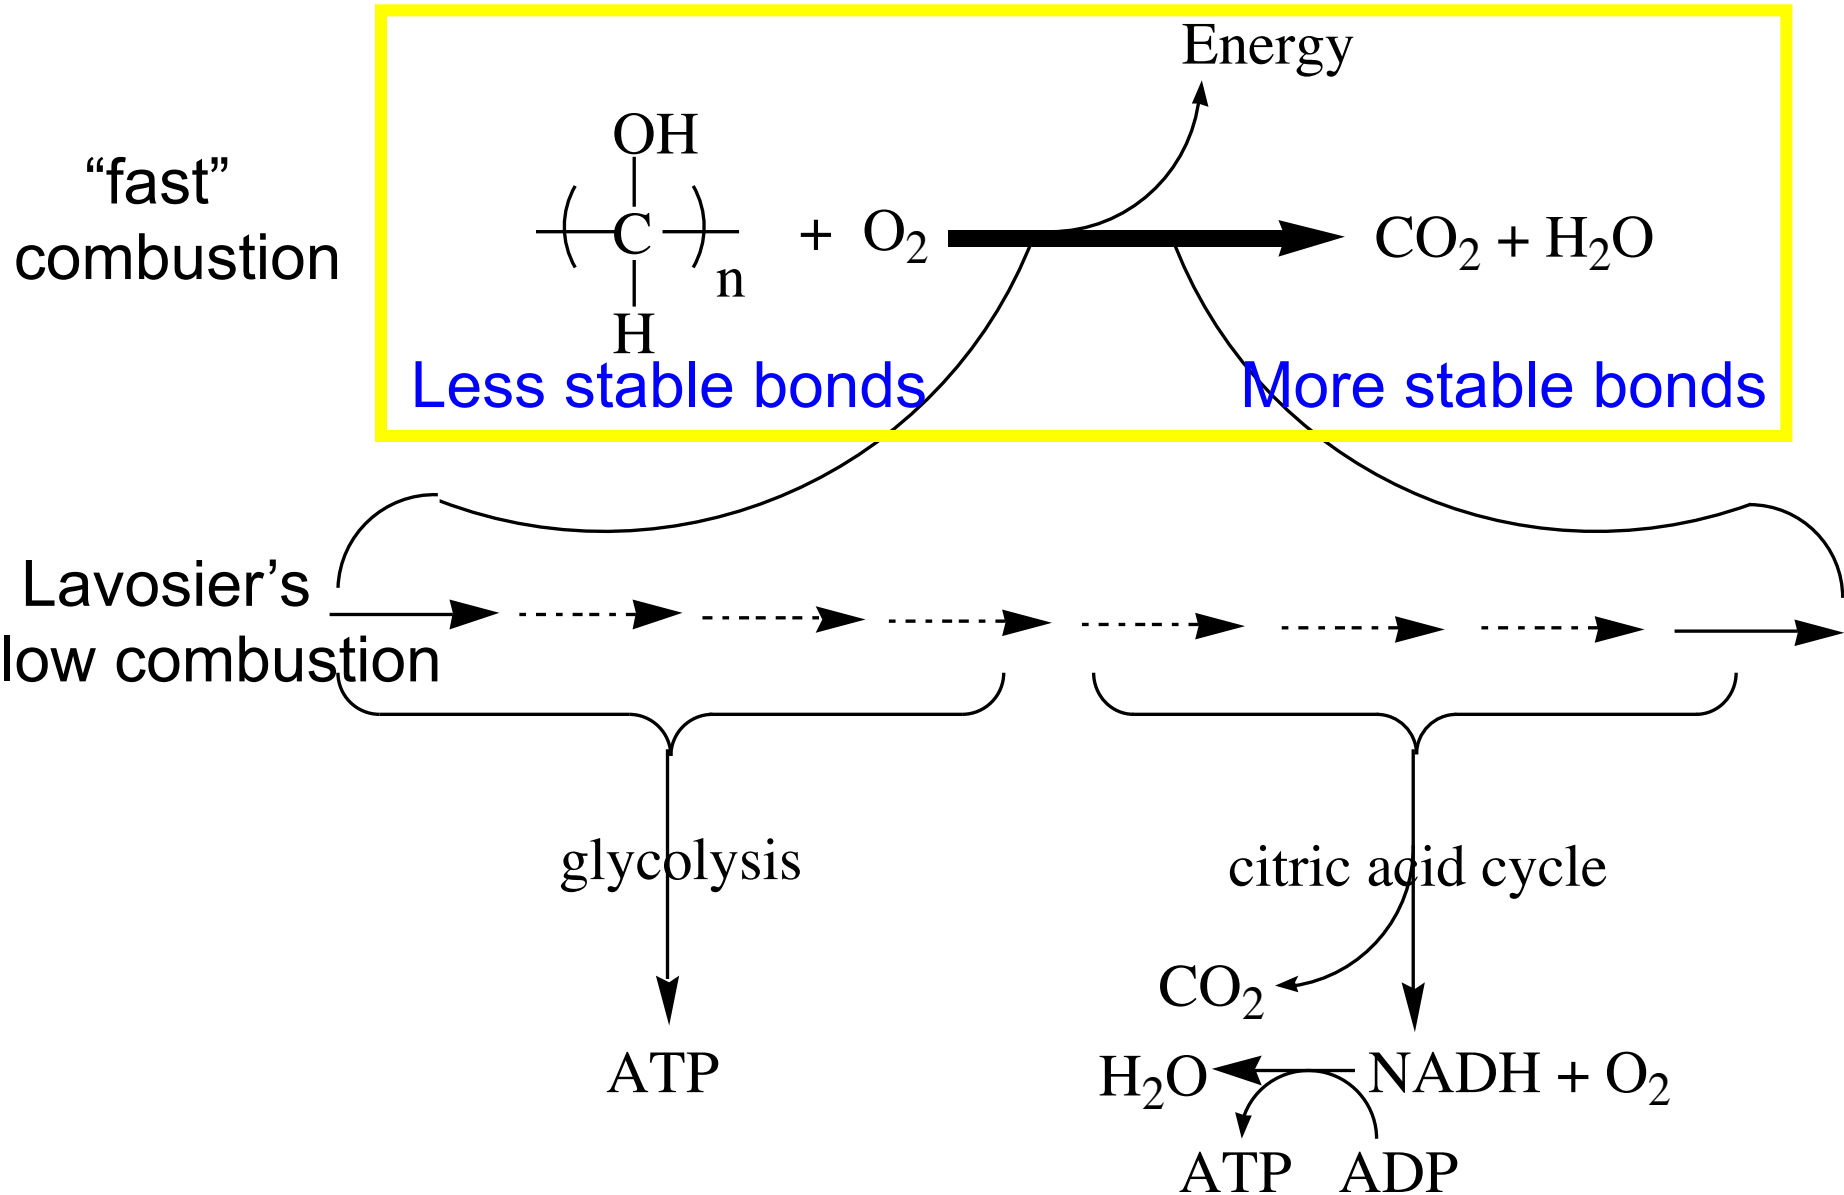 Energy
OH
“fast”
combustion
C
+ O₂
CO₂ + H₂O
n
H
Less stable bonds
More stable bonds
Lavosier’s
low combustion
glycolysis
citric acid cycle
CO₂
ATP
H₂O
NADH + O₂
ATP
ADP